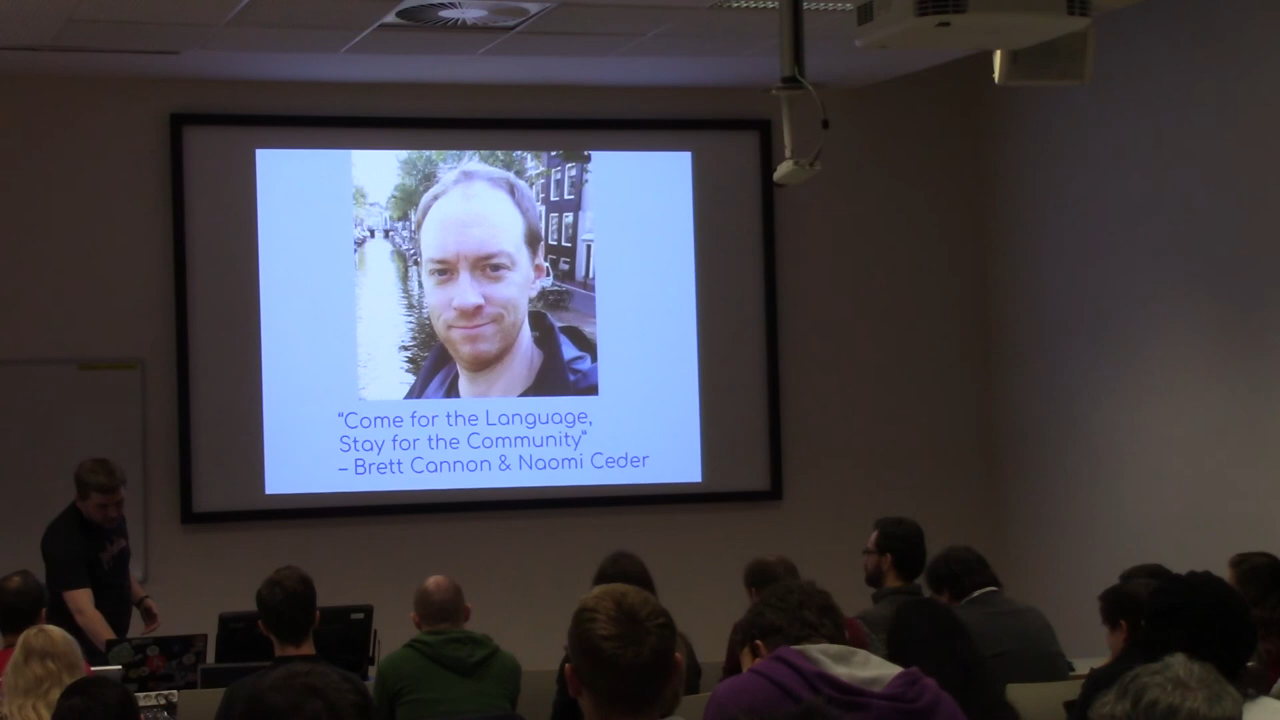 “Come for the Language,
Stay for the Community”
– Brett Cannon & Naomi Ceder